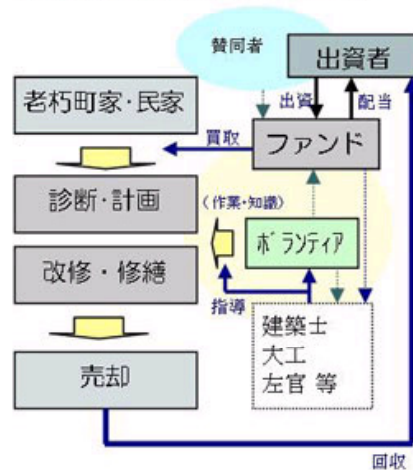 賛同者
出資者
老朽町家・民家
出資
配当
買取
ファンド
診断・計画
(作業・知識)
ボランティア
改修・修繕
指導
建築士
大工
左官 等
売却
回収